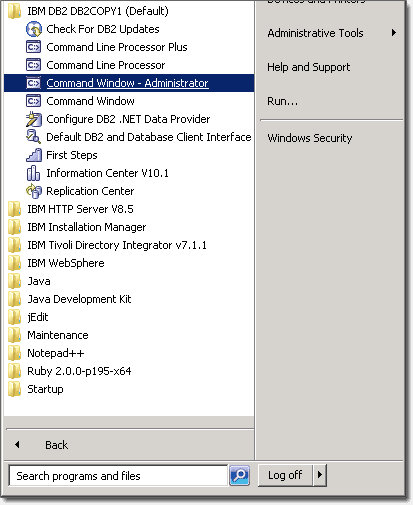 IBM DB2 DB2COPY1 (Default)
Check For DB2 Updates
Command Line Processor Plus
Command Line Processor
Command Window - Administrator
Command Window
Configure DB2 .NET Data Provider
Default DB2 and Database Client Interface
First Steps
Information Center V10.1
Replication Center
IBM HTTP Server V8.5
IBM Installation Manager
IBM Tivoli Directory Integrator v7.1.1
IBM WebSphere
Java
Java Development Kit
jEdit
Maintenance
Notepad++
Ruby 2.0.0-p195-x64
Startup
Back
Search programs and files
Devices and Printers
Administrative Tools
Help and Support
Run...
Windows Security
Log off